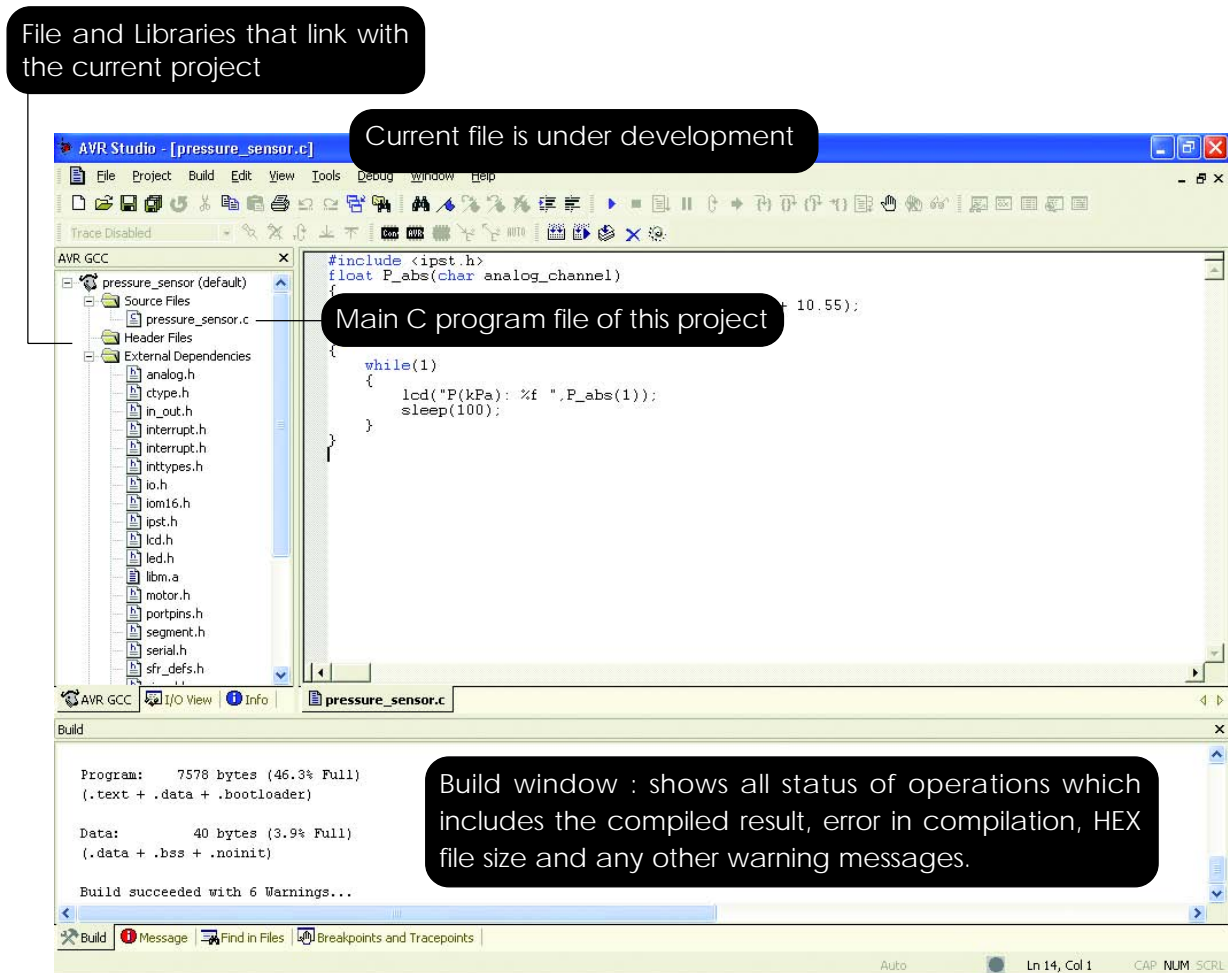 File and Libraries that link with
the current project
Current file is under development
AVR Studio - [pressure_sensor.c]
File Project Build Edit View Tools Debug Window Help
Trace Disabled
Con AVR AUTO
AVR GCC
pressure_sensor (default)
Source Files
pressure_sensor.c
Header Files
External Dependencies
analog.h
ctype.h
in_out.h
interrupt.h
interrupt.h
inttypes.h
io.h
iom16.h
ipst.h
lcd.h
led.h
libm.a
motor.h
portpins.h
segment.h
serial.h
sfr_defs.h
#include <ipst.h>
float P_abs(char analog_channel)
{
+ 10.55);
Main C program file of this project
{
while(1)
{
lcd("P(kPa): %f ",P_abs(1));
sleep(100);
}
}
AVR GCC I/O View Info
pressure_sensor.c
Build
Program: 7578 bytes (46.3% Full)
(.text + .data + .bootloader)
Data: 40 bytes (3.9% Full)
(.data + .bss + .noinit)
Build succeeded with 6 Warnings...
Build window : shows all status of operations which
includes the compiled result, error in compilation, HEX
file size and any other warning messages.
Build Message Find in Files Breakpoints and Tracepoints
Auto Ln 14, Col 1 CAP NUM SCRL